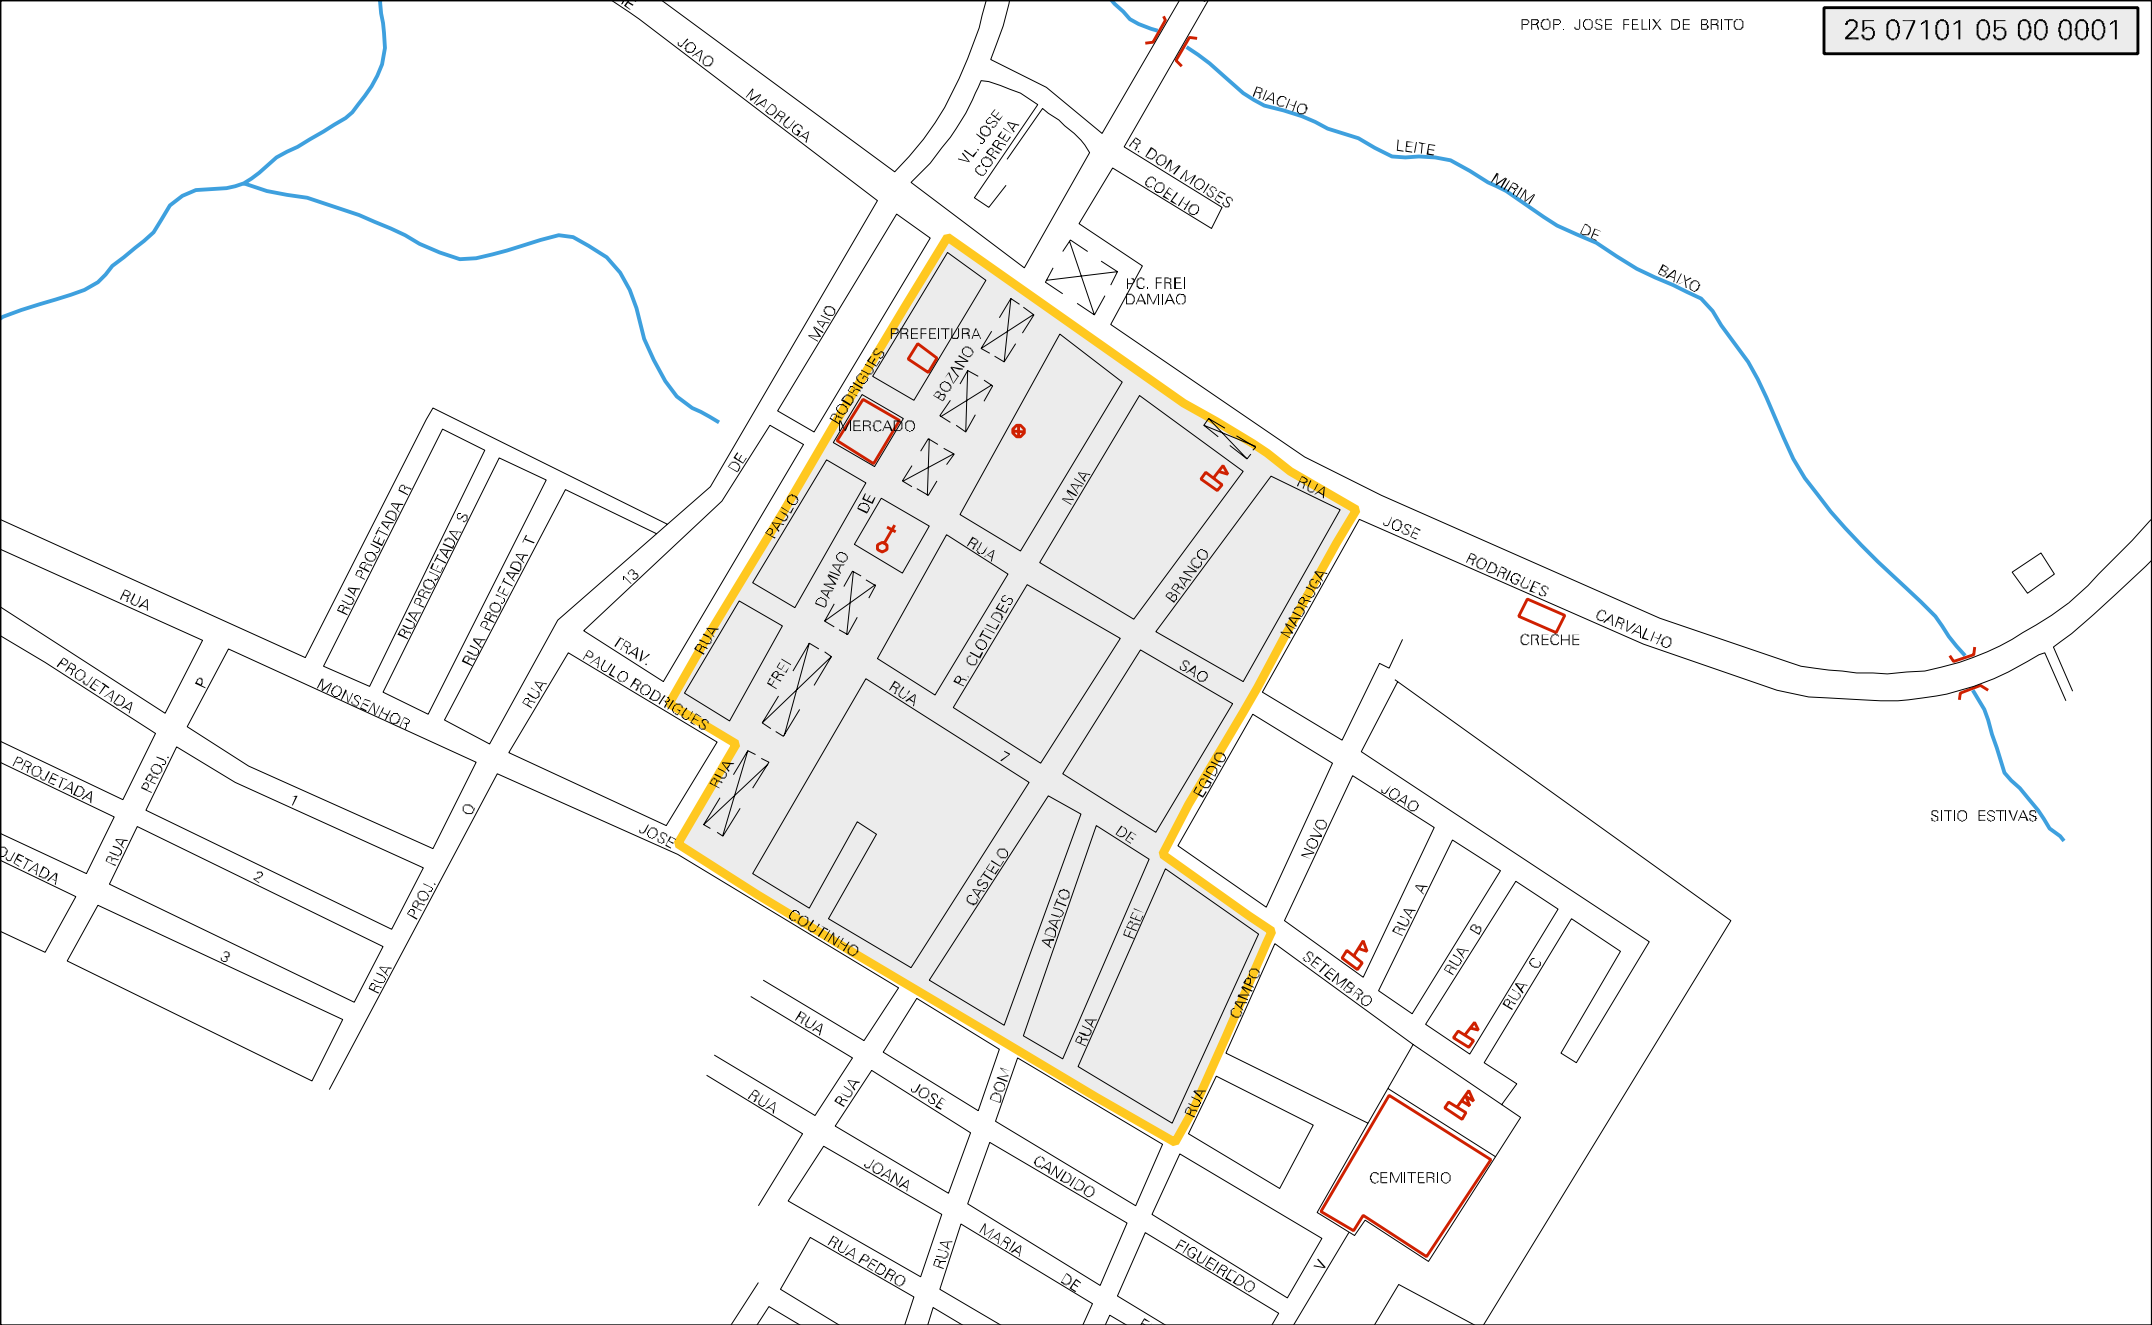 PROP. JOSE FELIX DE BRITO
25 07101 05 00 0001
JOAO
MADRUGA
RIACHO
LEITE
MIRIM
DE
BAIXO
VL. JOSE
CORREIA
R. DOM MOISES
COELHO
PC. FREI
DAMIAO
MAIO
PREFEITURA
BOZANO
RODRIGUES
MERCADO
DE
PAULO
DE
MAIA
RUA
JOSE
RODRIGUES
CARVALHO
CRECHE
RUA PROJETADA R
RUA PROJETADA S
RUA PROJETADA T
13
RUA
DAMIAO
RUA
BRANCO
MADRUGA
R. CLOTILDES
SAO
RUA
PROJETADA
P
MONSENHOR
RUA
TRAV.
PAULO RODRIGUES
RUA
FREI
RUA
7
EGIDIO
RUA
PROJETADA
PROJ.
1
Q
JOSE
JOAO
NOVO
SITIO ESTIVAS
RUA
2
PROJ.
COUTINHO
CASTELO
ADAUTO
DE
FREI
RUA A
RUA B
RUA C
OJETADA
3
RUA
SETEMBRO
CAMPO
RUA
RUA
RUA
RUA
JOSE
DOM
RUA
JOANA
CANDIDO
CEMITERIO
RUA PEDRO
RUA
MARIA
DE
FIGUEIREDO
V